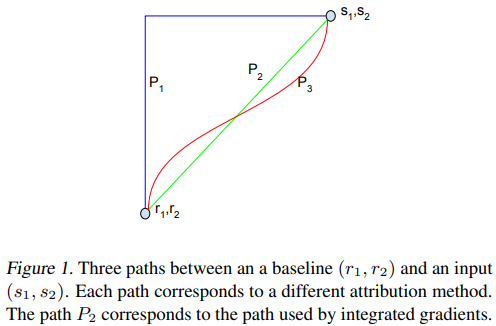 s1,s2
P1
P2
P3
r1,r2
Figure 1. Three paths between an a baseline (r1, r2) and an input
(s1, s2). Each path corresponds to a different attribution method.
The path P2 corresponds to the path used by integrated gradients.